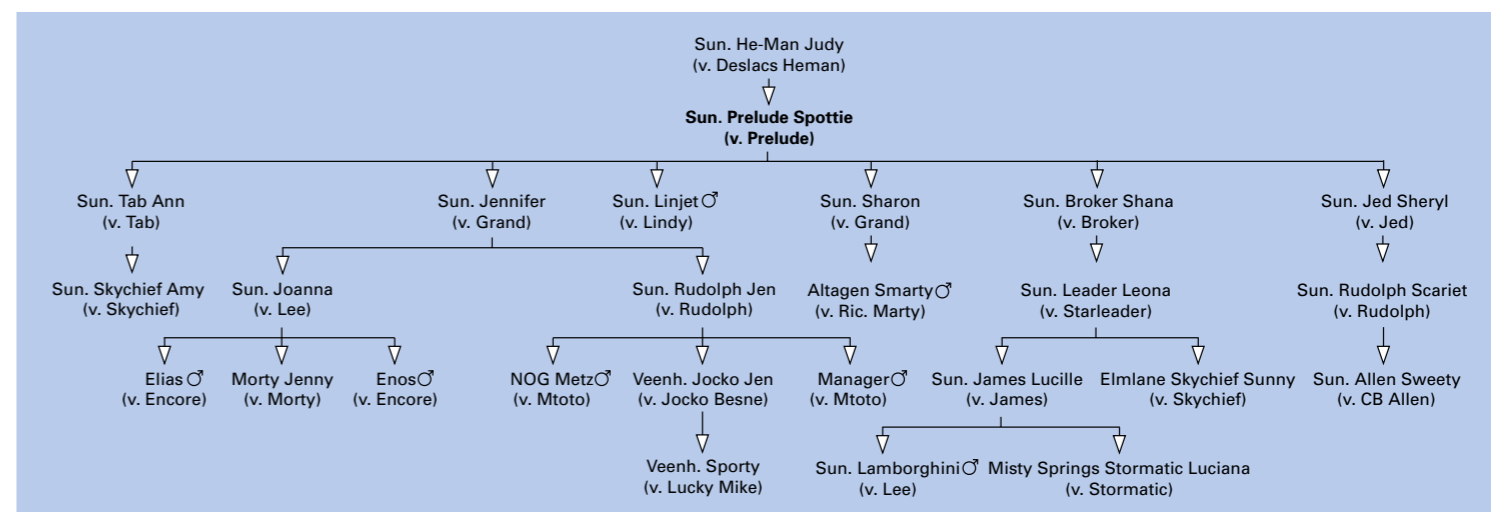 Sun. He-Man Judy
(v. Deslacs Heman)
Sun. Prelude Spottie
(v. Prelude)
Sun. Tab Ann
(v. Tab)
Sun. Jennifer
(v. Grand)
Sun. Linjet♂
(v. Lindy)
Sun. Sharon
(v. Grand)
Sun. Broker Shana
(v. Broker)
Sun. Jed Sheryl
(v. Jed)
Sun. Skychief Amy
(v. Skychief)
Sun. Joanna
(v. Lee)
Sun. Rudolph Jen
(v. Rudolph)
Altagen Smarty♂
(v. Ric. Marty)
Sun. Leader Leona
(v. Starleader)
Sun. Rudolph Scariet
(v. Rudolph)
Elias♂
(v. Encore)
Morty Jenny
(v. Morty)
Enos♂
(v. Encore)
NOG Metz♂
(v. Mtoto)
Veenh. Jocko Jen
(v. Jocko Besne)
Manager♂
(v. Mtoto)
Sun. James Lucille
(v. James)
Elmlane Skychief Sunny
(v. Skychief)
Sun. Allen Sweety
(v. CB Allen)
Veenh. Sporty
(v. Lucky Mike)
Sun. Lamborghini♂
(v. Lee)
Misty Springs Stormatic Luciana
(v. Stormatic)